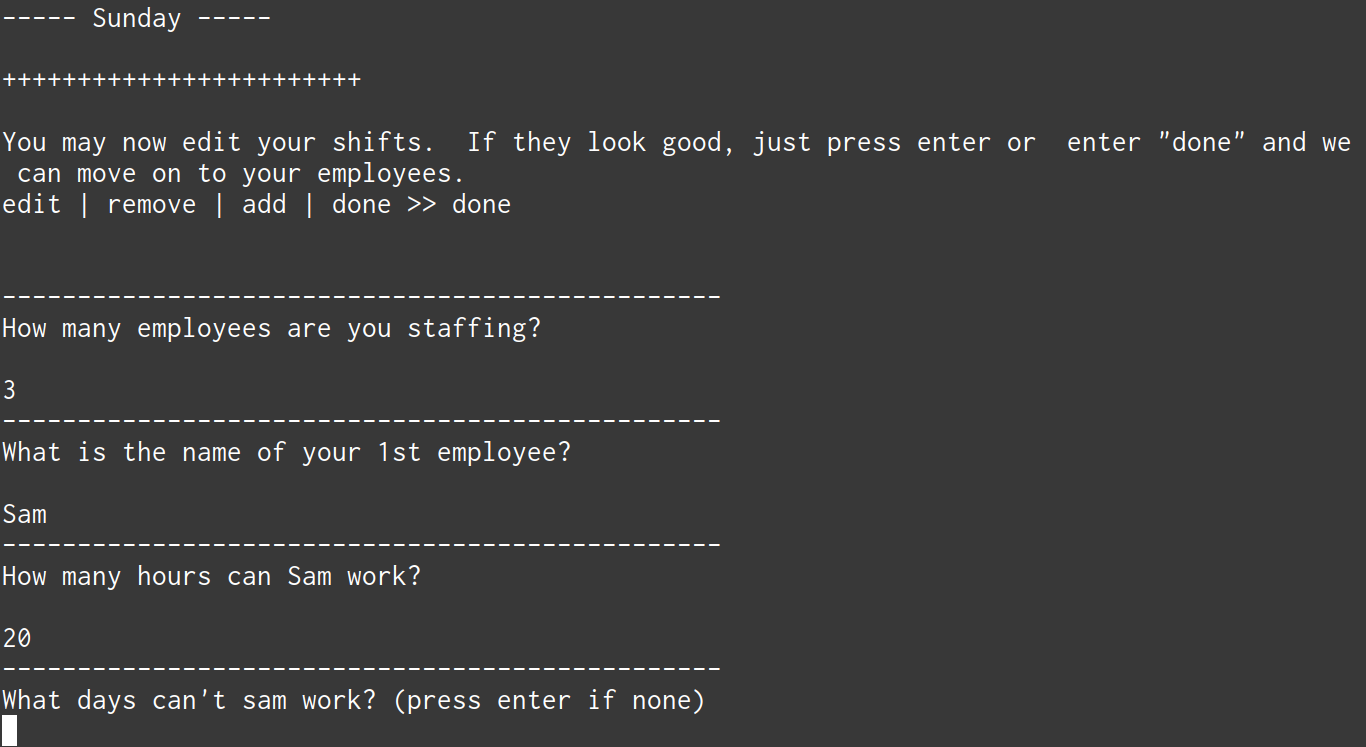 ----- Sunday -----
++++++++++++++++++++++++
You may now edit your shifts.  If they look good, just press enter or  enter "done" and we
 can move on to your employees.
edit | remove | add | done >> done
------------------------------------------------
How many employees are you staffing?
3
------------------------------------------------
What is the name of your 1st employee?
Sam
------------------------------------------------
How many hours can Sam work?
20
------------------------------------------------
What days can't sam work? (press enter if none)